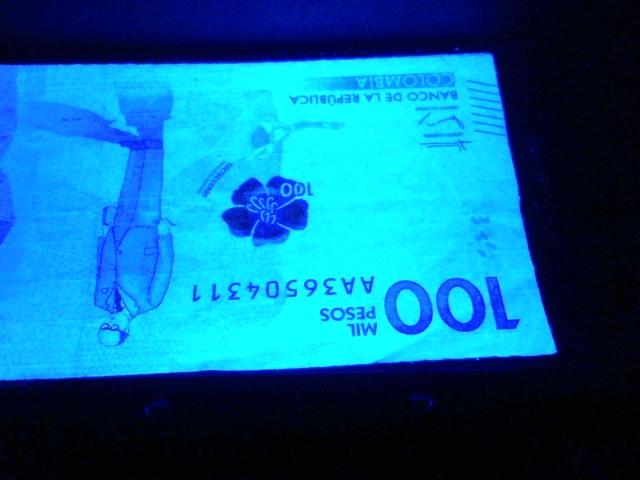 100 MIL
PESOS
AA36504311
100
BANCO DE LA REPÚBLICA
COLOMBIA